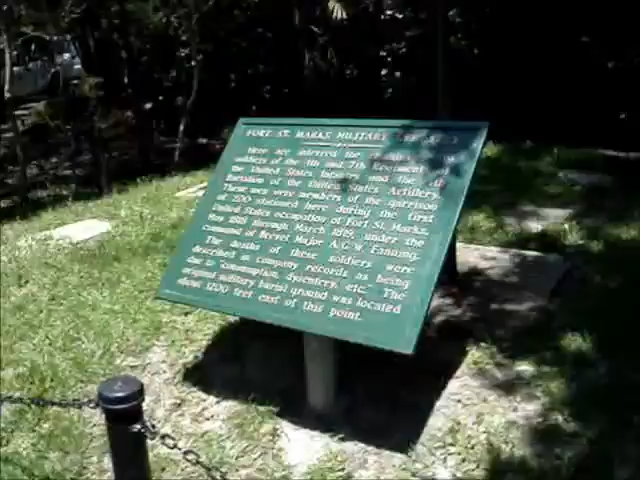 FORT ST. MARKS MILITARY
Here are interred the
soldiers of the 4th and 7th Regiments
the United States Infantry and the 4th
Battalion of the United States Artillery.
These men were members of the garrison
of 200 stationed here during the first
United States occupation of Fort St. Marks,
May 1818 through March 1819, under the
command of Brevet Major A. C. W. Fanning.
The deaths of these soldiers were
described in company records as being
due to "consumption, dysentery, etc." The
original military burial ground was located
about 1200 feet east of this point.